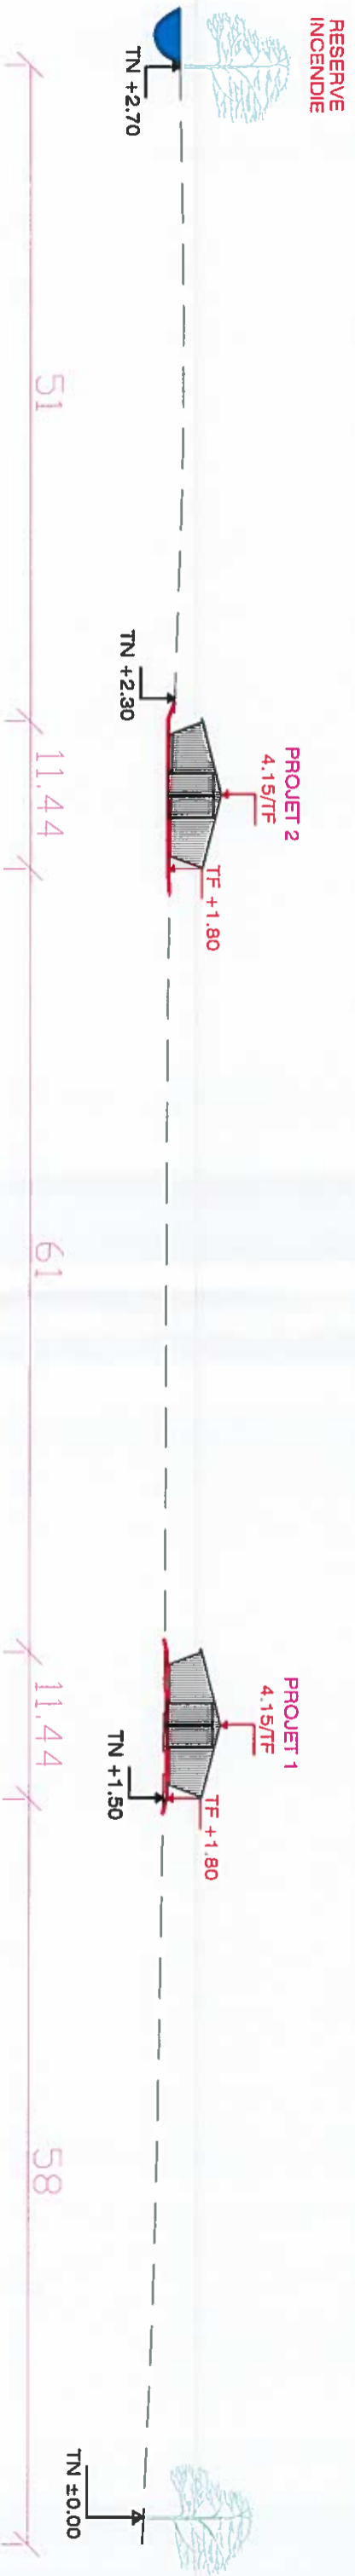 RESERVE
INCENDIE
TN +2.70
51
TN +2.30
PROJET 2
4.15/TF
TF +1.80
11.44
61
PROJET 1
4.15/TF
TF +1.80
TN +1.50
11.44
58
TN ±0.00